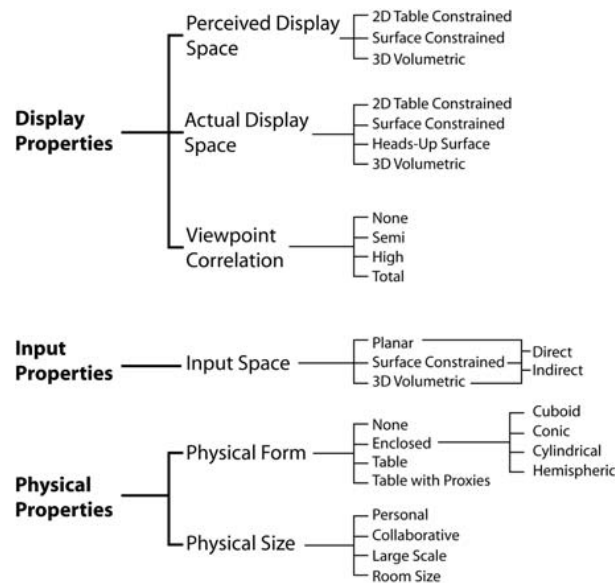 Display
Properties
Perceived Display
Space
2D Table Constrained
Surface Constrained
3D Volumetric
Actual Display
Space
2D Table Constrained
Surface Constrained
Heads-Up Surface
3D Volumetric
Viewpoint
Correlation
None
Semi
High
Total
Input
Properties
Input Space
Planar
Surface Constrained
3D Volumetric
Direct
Indirect
Physical
Properties
Physical Form
None
Enclosed
Table
Table with Proxies
Cuboid
Conic
Cylindrical
Hemispheric
Physical Size
Personal
Collaborative
Large Scale
Room Size